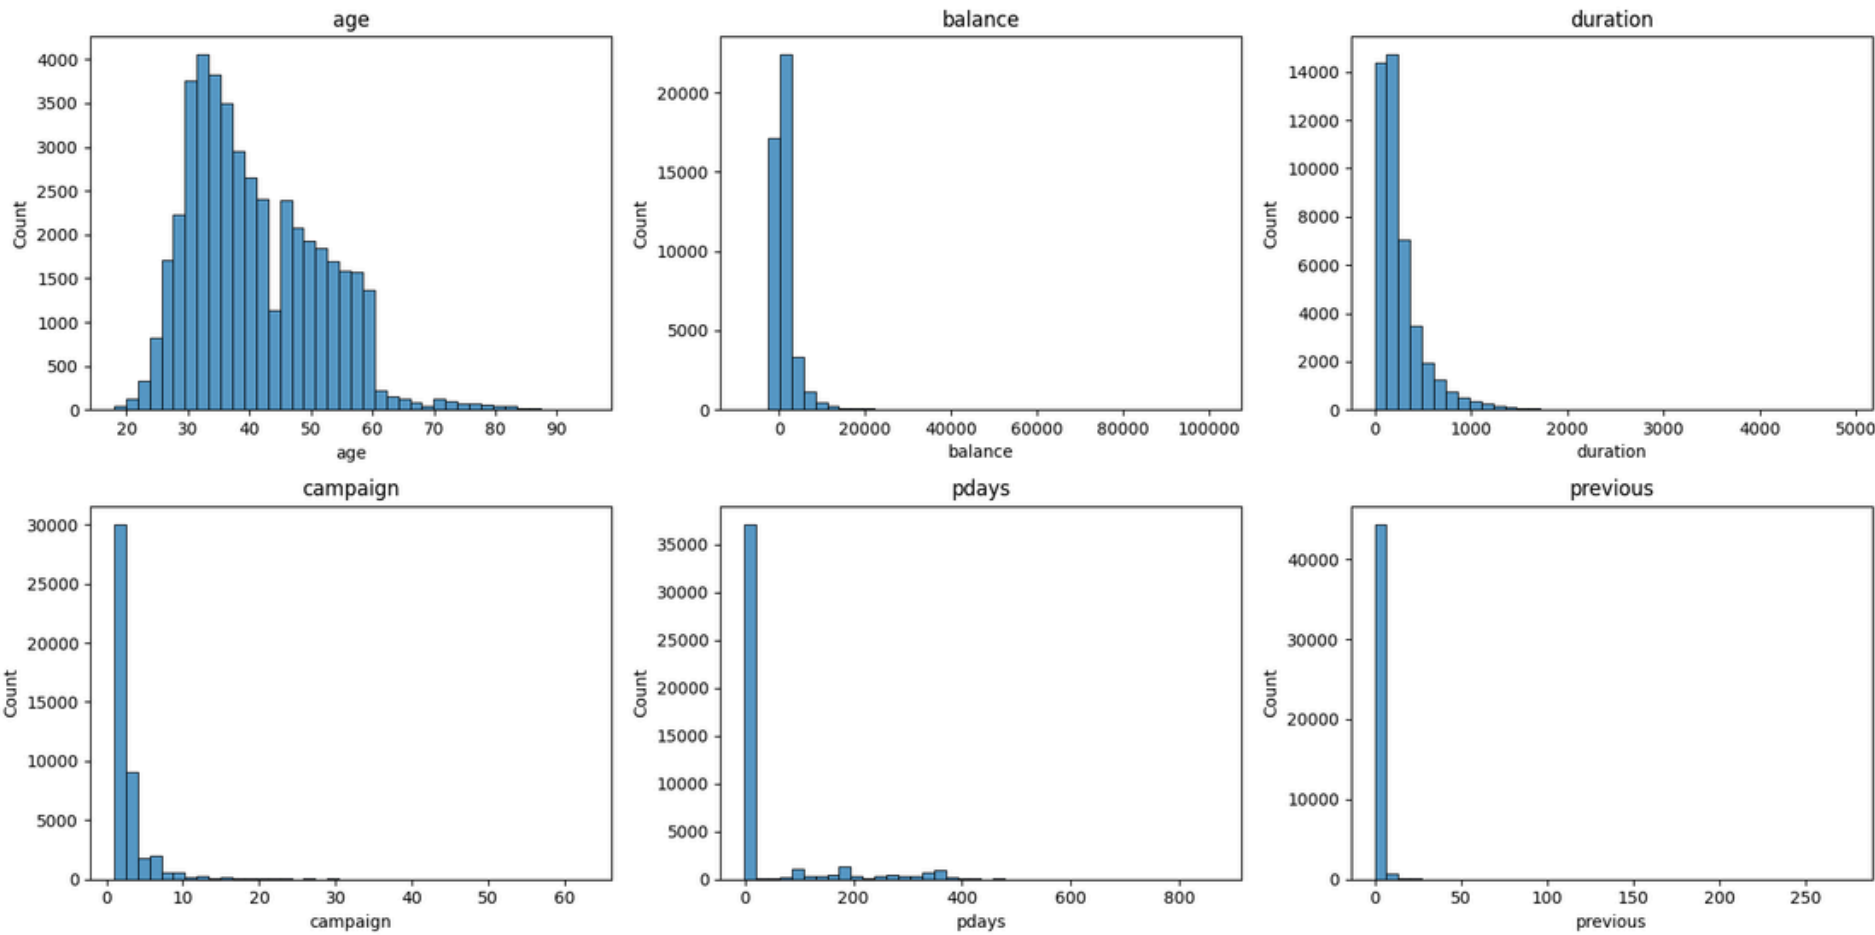 age
4000
3500
3000
2500
2000
1500
1000
500
0
Count
20 30 40 50 60 70 80 90
age
balance
20000
15000
10000
5000
0
Count
0 20000 40000 60000 80000 100000
balance
duration
14000
12000
10000
8000
6000
4000
2000
0
Count
0 1000 2000 3000 4000 5000
duration
campaign
30000
25000
20000
15000
10000
5000
0
Count
0 10 20 30 40 50 60
campaign
pdays
35000
30000
25000
20000
15000
10000
5000
0
Count
0 200 400 600 800
pdays
previous
40000
30000
20000
10000
0
Count
0 50 100 150 200 250
previous